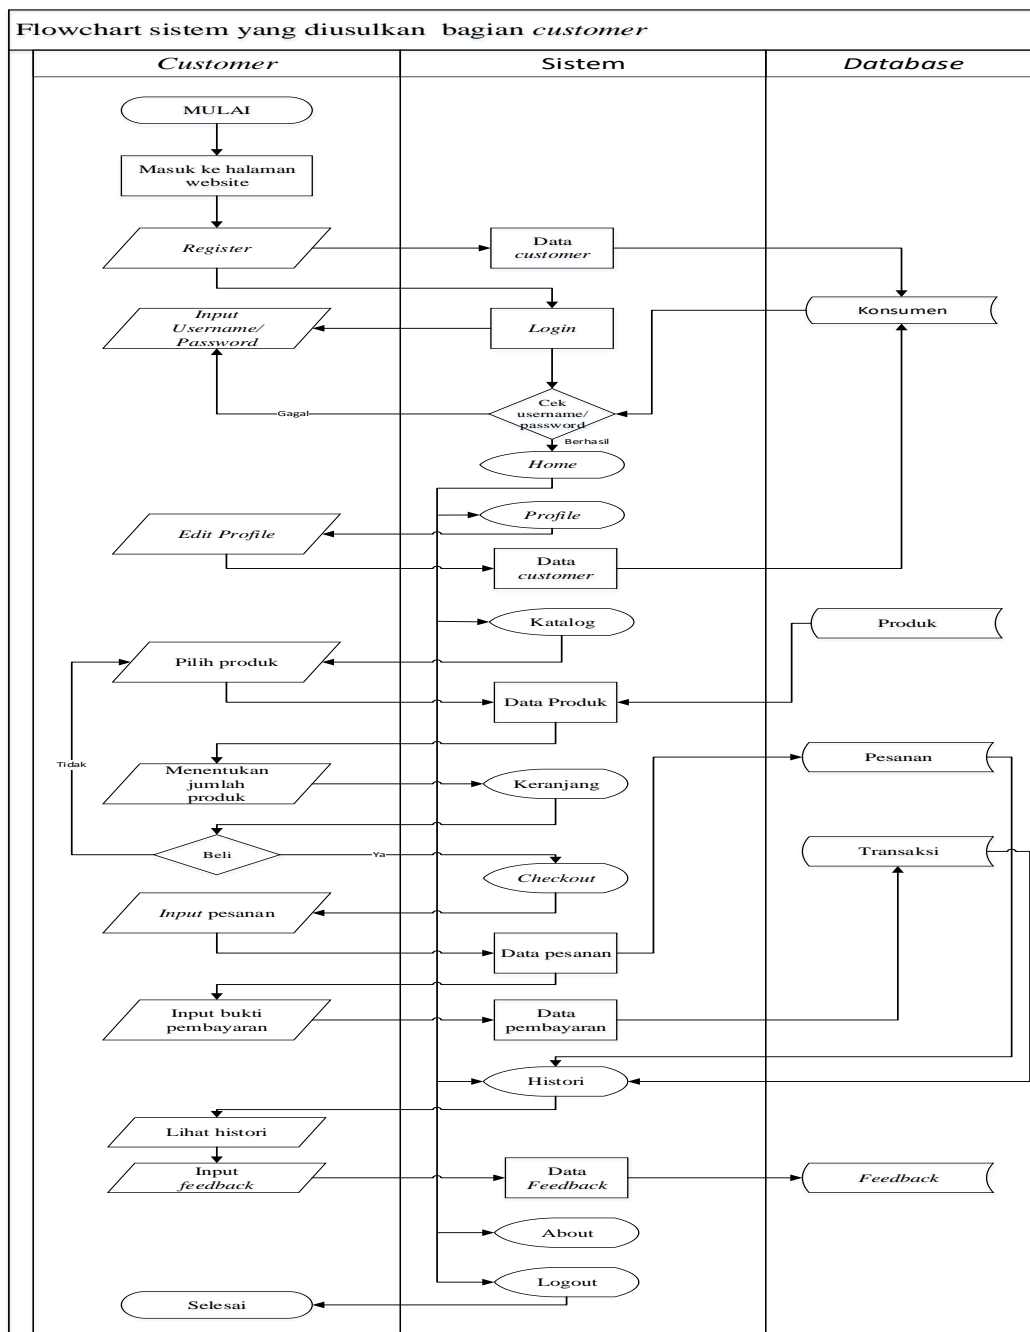 Flowchart sistem yang diusulkan bagian customer
Customer
Sistem
Database
MULAI
Masuk ke halaman
website
Register
Data
customer
Konsumen
Input
Username/
Password
Login
Cek
username/
password
Gagal
Berhasil
Home
Profile
Edit Profile
Data
customer
Katalog
Produk
Pilih produk
Data Produk
Tidak
Menentukan
jumlah
produk
Keranjang
Pesanan
Beli
Ya
Checkout
Transaksi
Input pesanan
Data pesanan
Input bukti
pembayaran
Data
pembayaran
Histori
Lihat histori
Input
feedback
Data
Feedback
Feedback
About
Logout
Selesai